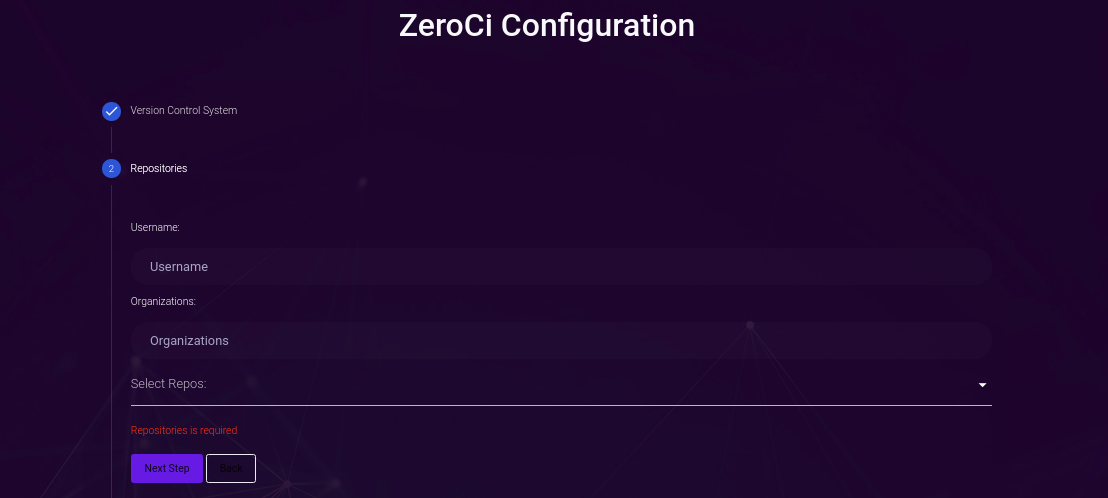 ZeroCi Configuration
Version Control System
2 Repositories
Username:
Username
Organizations:
Organizations
Select Repos:
Repositories is required
Next Step Back